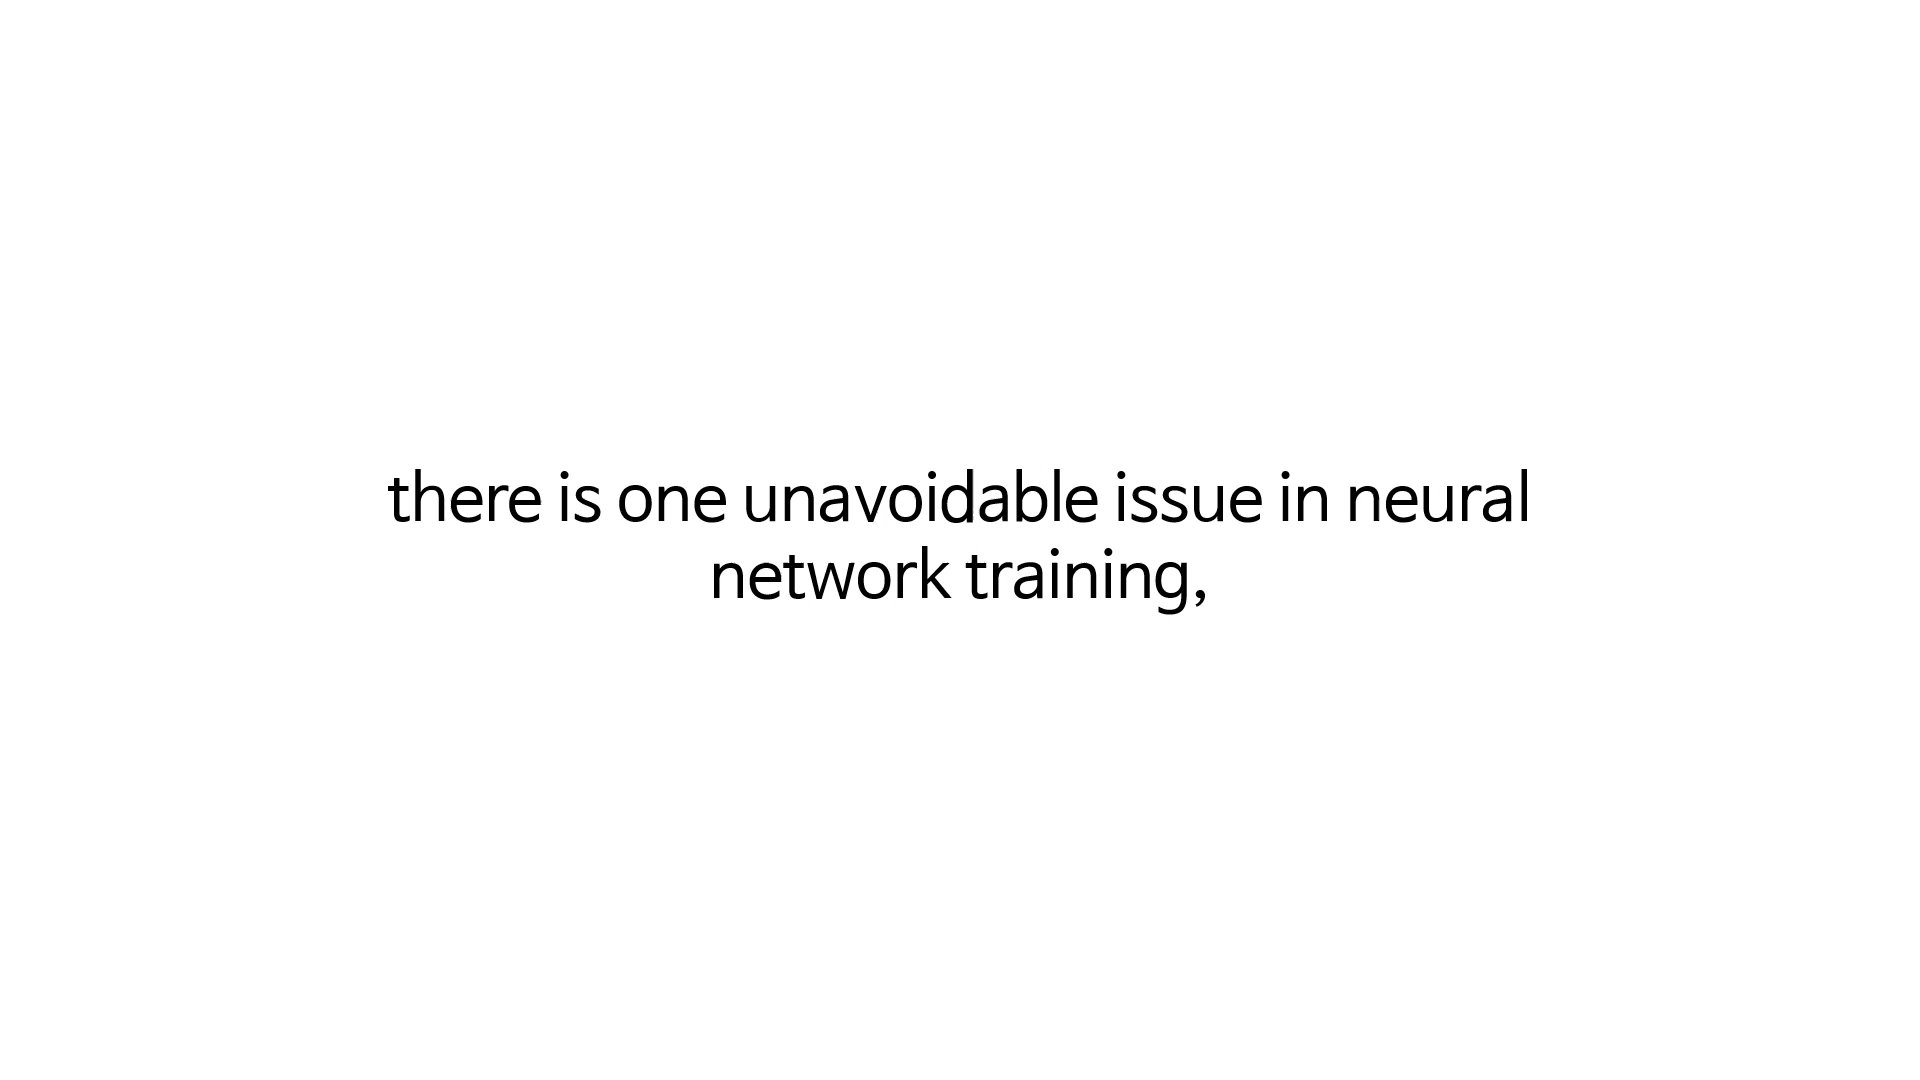 there is one unavoidable issue in neural
network training,